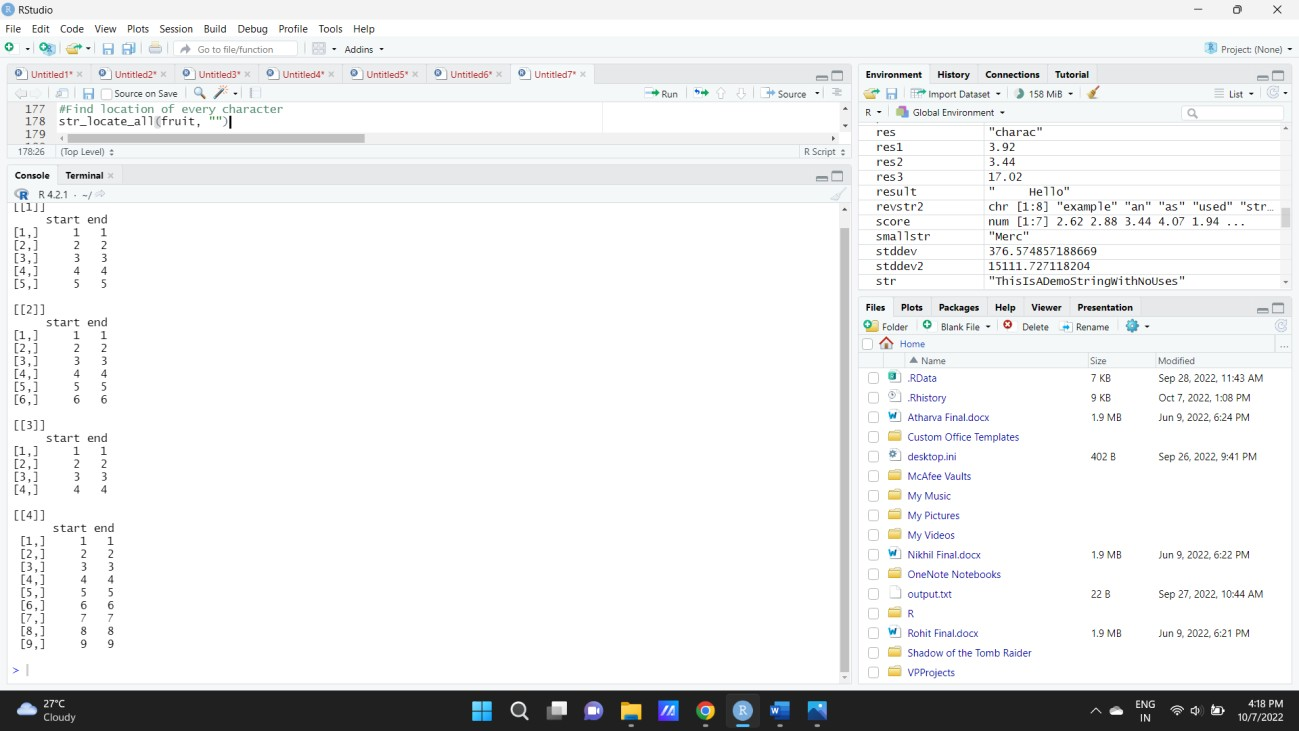 RStudio
File Edit Code View Plots Session Build Debug Profile Tools Help
Go to file/function Addins Project: (None)
Untitled1* Untitled2* Untitled3* Untitled4* Untitled5* Untitled6* Untitled7*
Source on Save Run Source
177 #Find location of every character
178 str_locate_all(fruit, "")
179
178:26 (Top Level) R Script
Console Terminal
R 4.2.1 · ~/
[[1]]
start end
[1,] 1 1
[2,] 2 2
[3,] 3 3
[4,] 4 4
[5,] 5 5
[[2]]
start end
[1,] 1 1
[2,] 2 2
[3,] 3 3
[4,] 4 4
[5,] 5 5
[6,] 6 6
[[3]]
start end
[1,] 1 1
[2,] 2 2
[3,] 3 3
[4,] 4 4
[[4]]
start end
[1,] 1 1
[2,] 2 2
[3,] 3 3
[4,] 4 4
[5,] 5 5
[6,] 6 6
[7,] 7 7
[8,] 8 8
[9,] 9 9
>
Environment History Connections Tutorial
Import Dataset 158 MiB List
R Global Environment
res "charac"
res1 3.92
res2 3.44
res3 17.02
result " Hello"
revstr2 chr [1:8] "example" "an" "as" "used" "str…
score num [1:7] 2.62 2.88 3.44 4.07 1.94 ...
smallstr "Merc"
stddev 376.574857188669
stddev2 15111.727118204
str "ThisIsADemoStringWithNoUses"
Files Plots Packages Help Viewer Presentation
Folder Blank File Delete Rename
Home ...
Name Size Modified
.RData 7 KB Sep 28, 2022, 11:43 AM
.Rhistory 9 KB Oct 7, 2022, 1:08 PM
Atharva Final.docx 1.9 MB Jun 9, 2022, 6:24 PM
Custom Office Templates
desktop.ini 402 B Sep 26, 2022, 9:41 PM
McAfee Vaults
My Music
My Pictures
My Videos
Nikhil Final.docx 1.9 MB Jun 9, 2022, 6:22 PM
OneNote Notebooks
output.txt 22 B Sep 27, 2022, 10:44 AM
R
Rohit Final.docx 1.9 MB Jun 9, 2022, 6:21 PM
Shadow of the Tomb Raider
VPProjects
27°C
Cloudy
ENG
IN
4:18 PM
10/7/2022